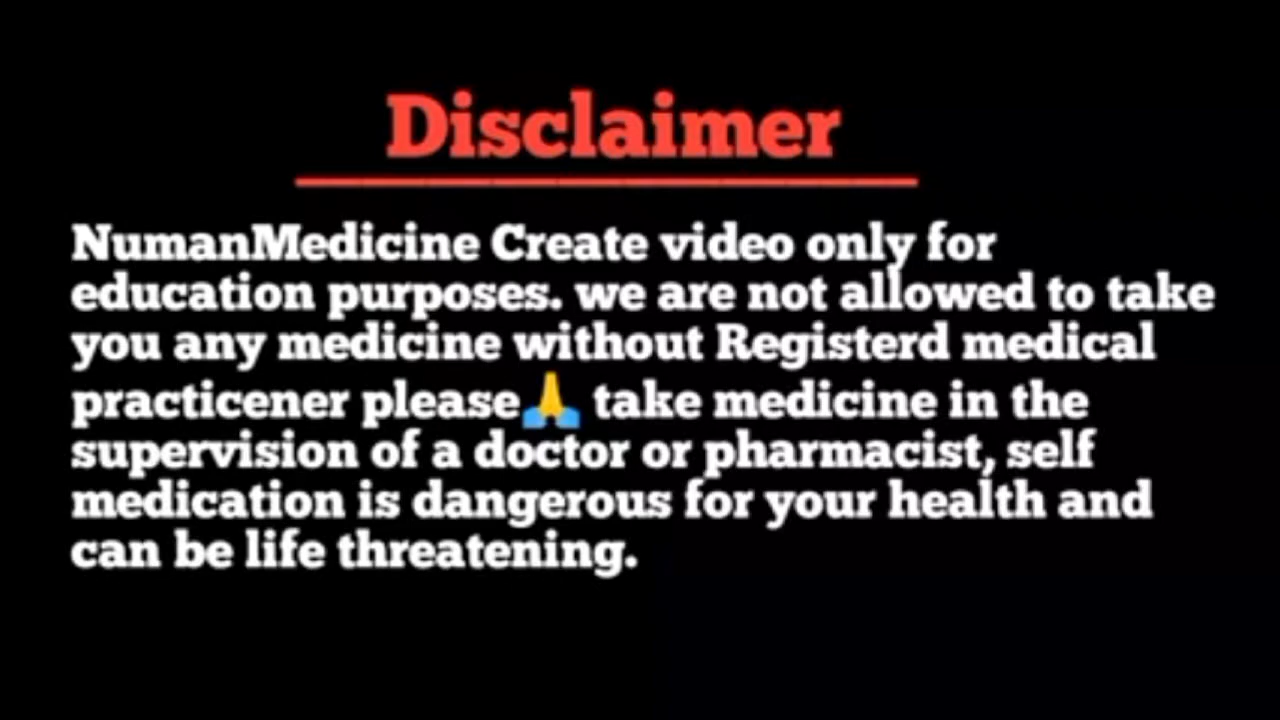 Disclaimer
NumanMedicine Create video only for
education purposes. we are not allowed to take
you any medicine without Registerd medical
practicener please🙏 take medicine in the
supervision of a doctor or pharmacist, self
medication is dangerous for your health and
can be life threatening.